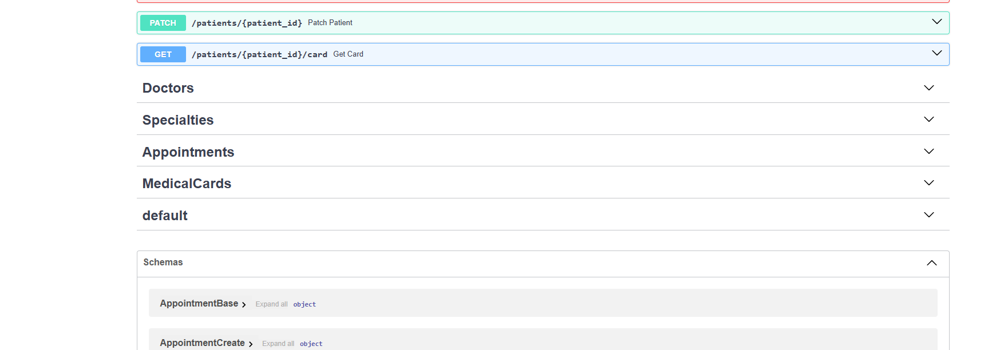 PATCH /patients/{patient_id} Patch Patient
GET /patients/{patient_id}/card Get Card
Doctors
Specialties
Appointments
MedicalCards
default
Schemas
AppointmentBase Expand all object
AppointmentCreate Expand all object